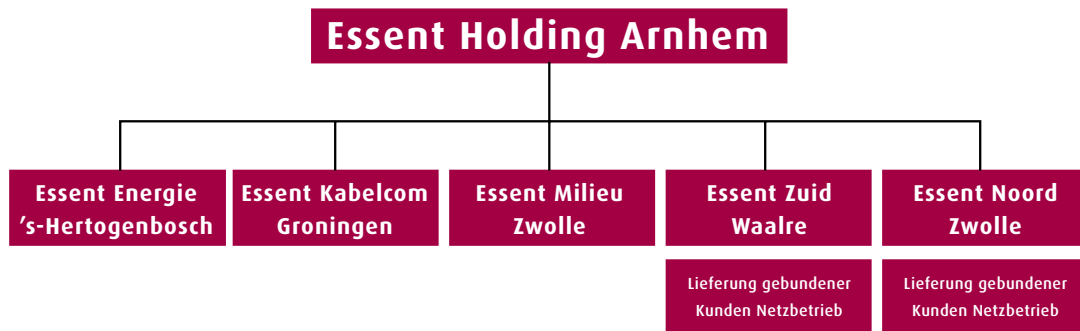 Essent Holding Arnhem
Essent Energie
's-Hertogenbosch
Essent Kabelcom
Groningen
Essent Milieu
Zwolle
Essent Zuid
Waalre
Essent Noord
Zwolle
Lieferung gebundener
Kunden Netzbetrieb
Lieferung gebundener
Kunden Netzbetrieb